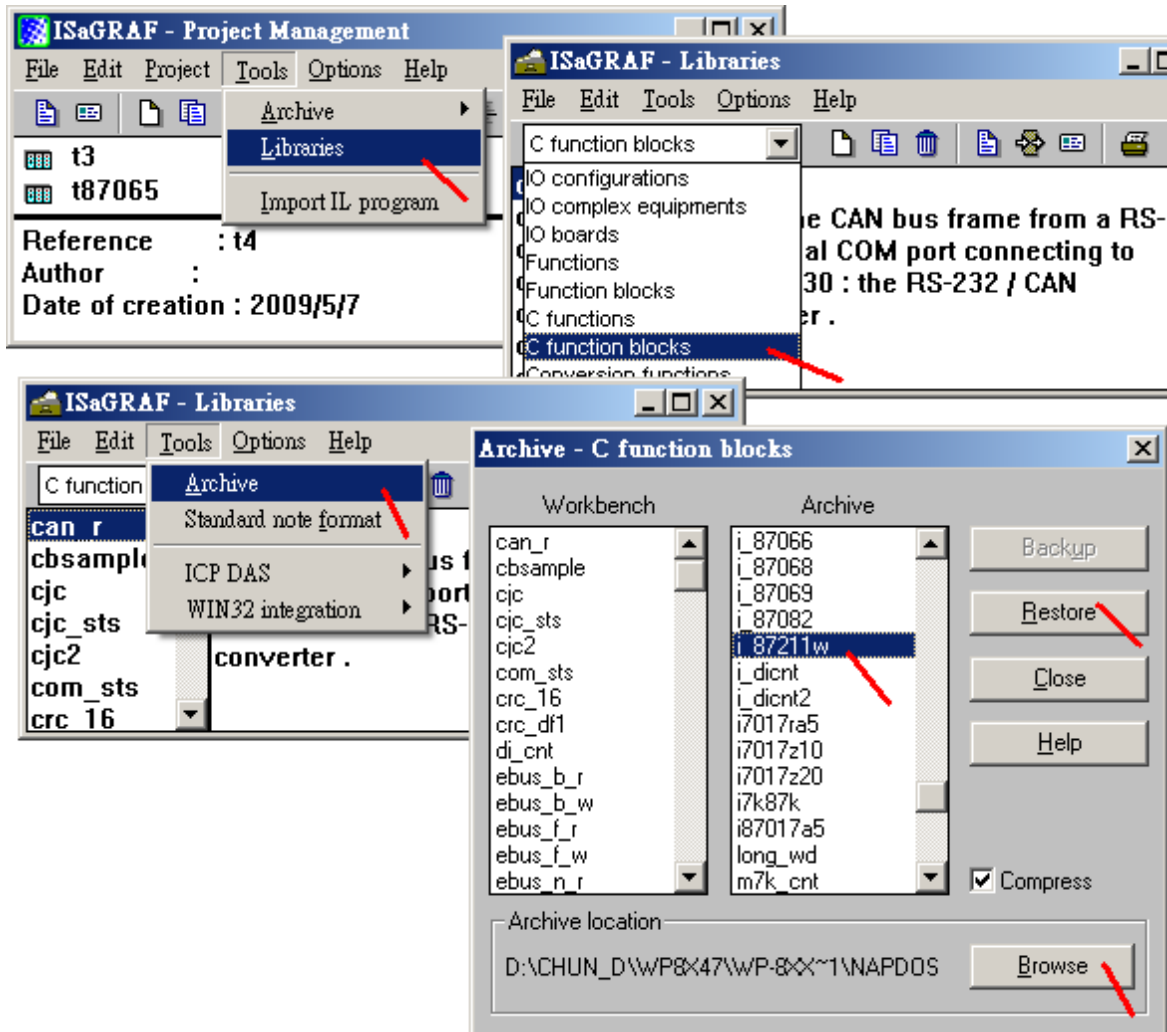 ISaGRAF - Project Management
File Edit Project Tools Options Help
Archive
Libraries
Import IL program
t3
t87065
Reference : t4
Author :
Date of creation : 2009/5/7
ISaGRAF - Libraries
File Edit Tools Options Help
C function blocks
IO configurations
IO complex equipments
IO boards
Functions
Function blocks
C functions
C function blocks
Conversion functions
e CAN bus frame from a RS-
al COM port connecting to
30 : the RS-232 / CAN
er .
ISaGRAF - Libraries
File Edit Tools Options Help
C function
Archive
Standard note format
ICP DAS
WIN32 integration
can_r
cbsample
cjc
cjc_sts
cjc2
com_sts
crc_16
us f
port
RS-
converter .
Archive - C function blocks
Workbench
can_r
cbsample
cjc
cjc_sts
cjc2
com_sts
crc_16
crc_df1
di_cnt
ebus_b_r
ebus_b_w
ebus_f_r
ebus_f_w
ebus_n_r
Archive
i_87066
i_87068
i_87069
i_87082
i_87211w
i_dicnt
i_dicnt2
i7017ra5
i7017z10
i7017z20
i7k87k
i87017a5
long_wd
m7k_cnt
Backup
Restore
Close
Help
Compress
Archive location
D:\CHUN_D\WP8X47\WP-8XX~1\NAPDOS
Browse